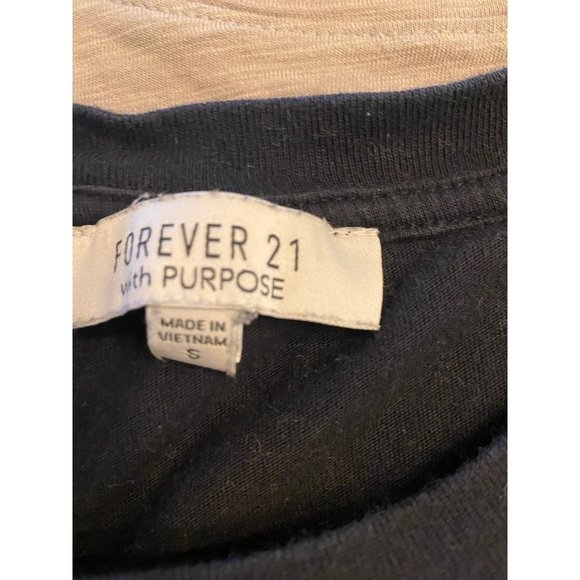 FOREVER 21
with PURPOSE
MADE IN
VIETNAM
S